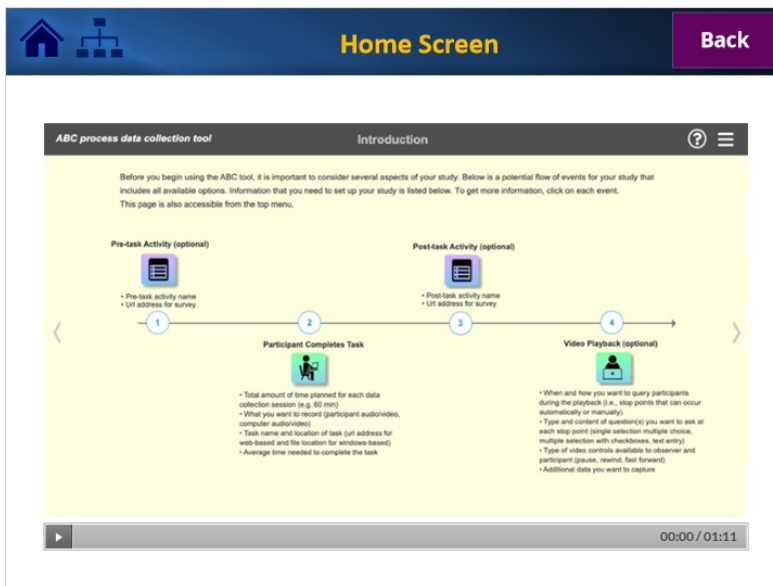 Home Screen
Back
ABC process data collection tool
Introduction
?
Before you begin using the ABC tool, it is important to consider several aspects of your study. Below is a potential flow of events for your study that
includes all available options. Information that you need to set up your study is listed below. To get more information, click on each event.
This page is also accessible from the top menu.
Pre-task Activity (optional)
• Pre-task activity name
• Url address for survey
Post-task Activity (optional)
• Post-task activity name
• Url address for survey
1
2
3
4
Participant Completes Task
• Total amount of time planned for each data
collection session (e.g. 60 min)
• What you want to record (participant audio/video,
computer audio/video)
• Task name and location of task (url address for
web-based and file location for windows-based)
• Average time needed to complete the task
Video Playback (optional)
• When and how you want to query participants
during the playback (i.e., stop points that can occur
automatically or manually).
• Type and content of question(s) you want to ask at
each stop point (single selection multiple choice,
multiple selection with checkboxes, text entry)
• Type of video controls available to observer and
participant (pause, rewind, fast forward)
• Additional data you want to capture
00:00 / 01:11